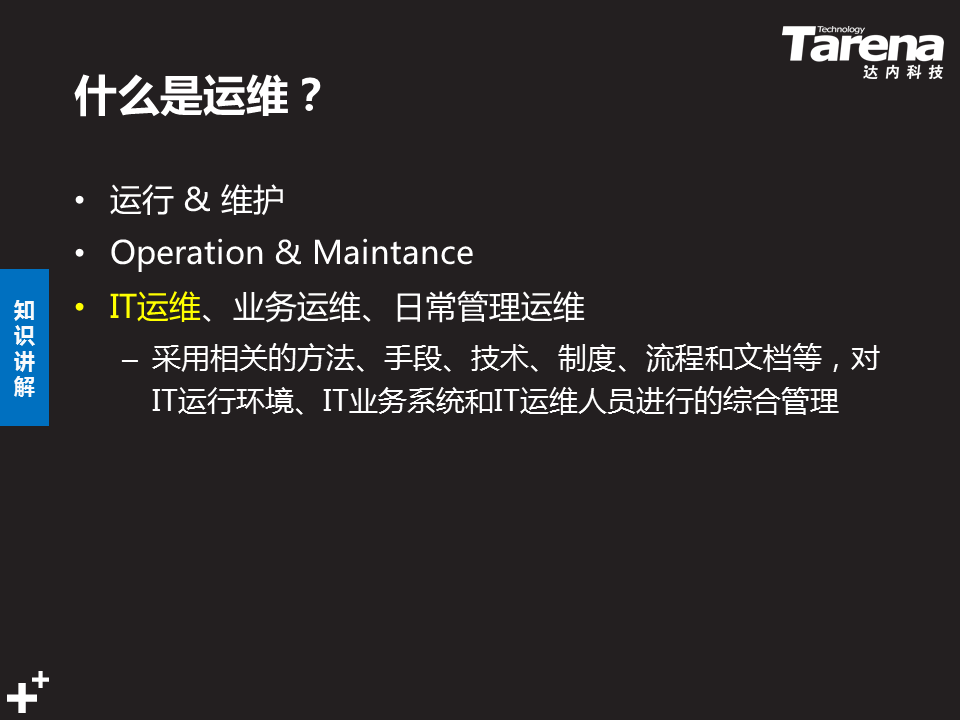 Technology
Tarena
达内科技
什么是运维？
• 运行 & 维护
• Operation & Maintance
• IT运维、业务运维、日常管理运维
– 采用相关的方法、手段、技术、制度、流程和文档等，对
IT运行环境、IT业务系统和IT运维人员进行的综合管理
知
识
讲
解